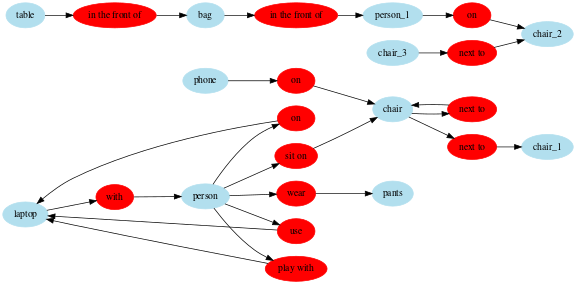 table in the front of bag in the front of person_1 on
chair_2
chair_3 next to
phone on
chair next to
on
next to chair_1
sit on
with person wear pants
laptop
use
play with